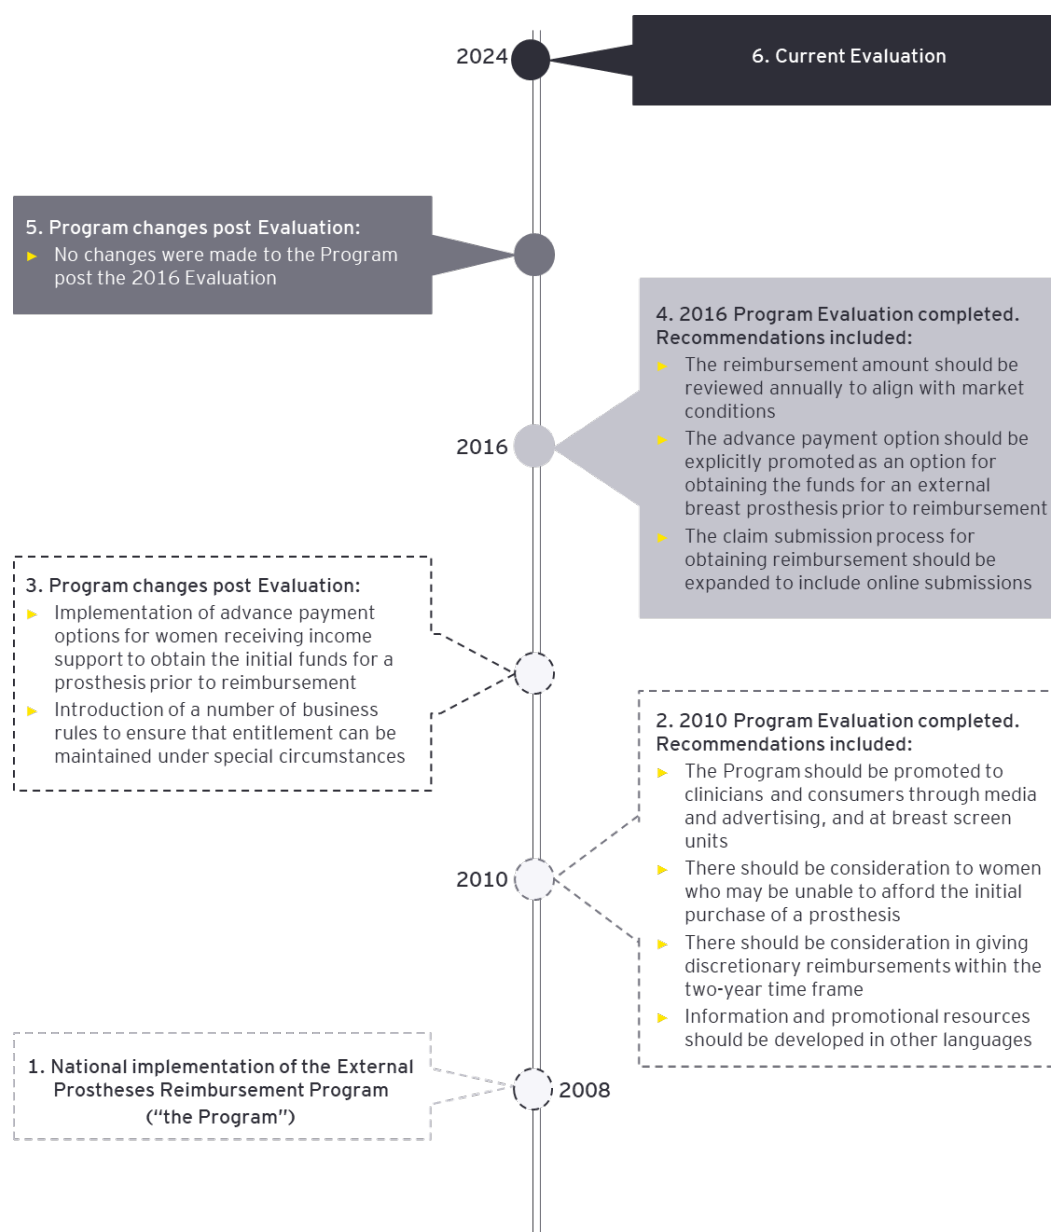 2024
6. Current Evaluation
5. Program changes post Evaluation:
► No changes were made to the Program
post the 2016 Evaluation
4. 2016 Program Evaluation completed.
Recommendations included:
► The reimbursement amount should be
reviewed annually to align with market
conditions
► The advance payment option should be
explicitly promoted as an option for
obtaining the funds for an external
breast prosthesis prior to reimbursement
► The claim submission process for
obtaining reimbursement should be
expanded to include online submissions
2016
3. Program changes post Evaluation:
► Implementation of advance payment
options for women receiving income
support to obtain the initial funds for a
prosthesis prior to reimbursement
► Introduction of a number of business
rules to ensure that entitlement can be
maintained under special circumstances
2. 2010 Program Evaluation completed.
Recommendations included:
► The Program should be promoted to
clinicians and consumers through media
and advertising, and at breast screen
units
► There should be consideration to women
who may be unable to afford the initial
purchase of a prosthesis
► There should be consideration in giving
discretionary reimbursements within the
two-year time frame
► Information and promotional resources
should be developed in other languages
2010
1. National implementation of the External
Prostheses Reimbursement Program
(“the Program”)
2008